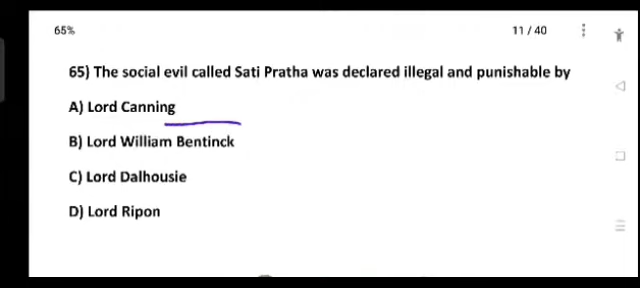 65%
11 / 40
65) The social evil called Sati Pratha was declared illegal and punishable by
A) Lord Canning
B) Lord William Bentinck
C) Lord Dalhousie
D) Lord Ripon